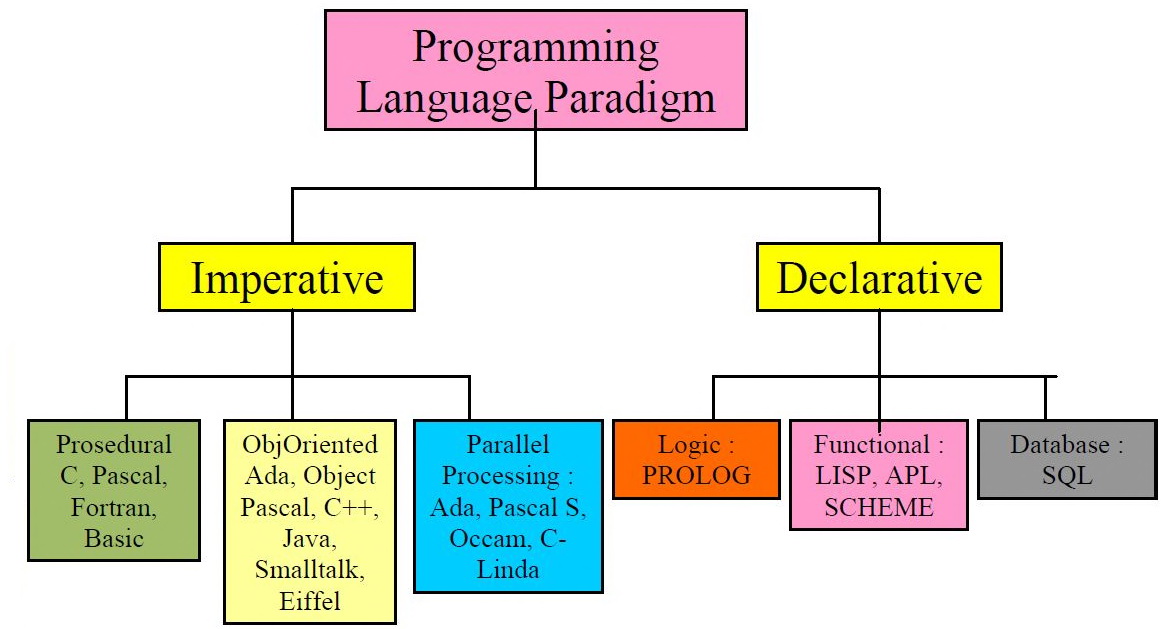 Programming
Language Paradigm
Imperative
Declarative
Prosedural
C, Pascal,
Fortran,
Basic
ObjOriented
Ada, Object
Pascal, C++,
Java,
Smalltalk,
Eiffel
Parallel
Processing :
Ada, Pascal S,
Occam, C-
Linda
Logic :
PROLOG
Functional :
LISP, APL,
SCHEME
Database :
SQL